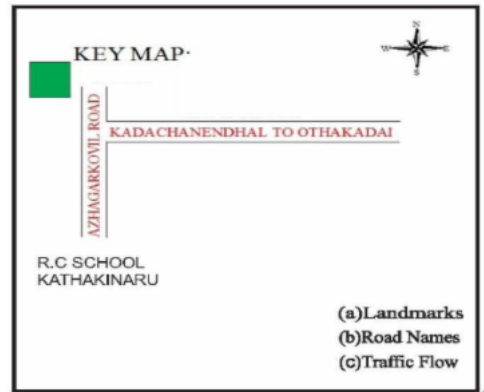 N
KEY MAP·
W E
S
AZHAGARKOVIL ROAD
KADACHANENDHAL TO OTHAKADAI
R.C SCHOOL
KATHAKINARU
(a)Landmarks
(b)Road Names
(c)Traffic Flow